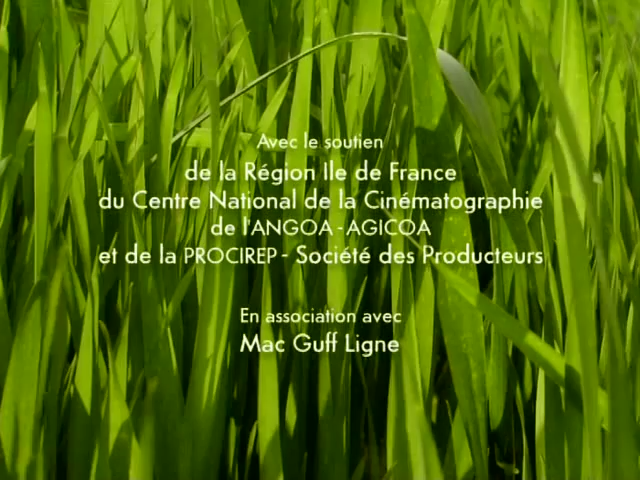 Avec le soutien
de la Région Ile de France
du Centre National de la Cinématographie
de l'ANGOA - AGICOA
et de la PROCIREP - Société des Producteurs
En association avec
Mac Guff Ligne